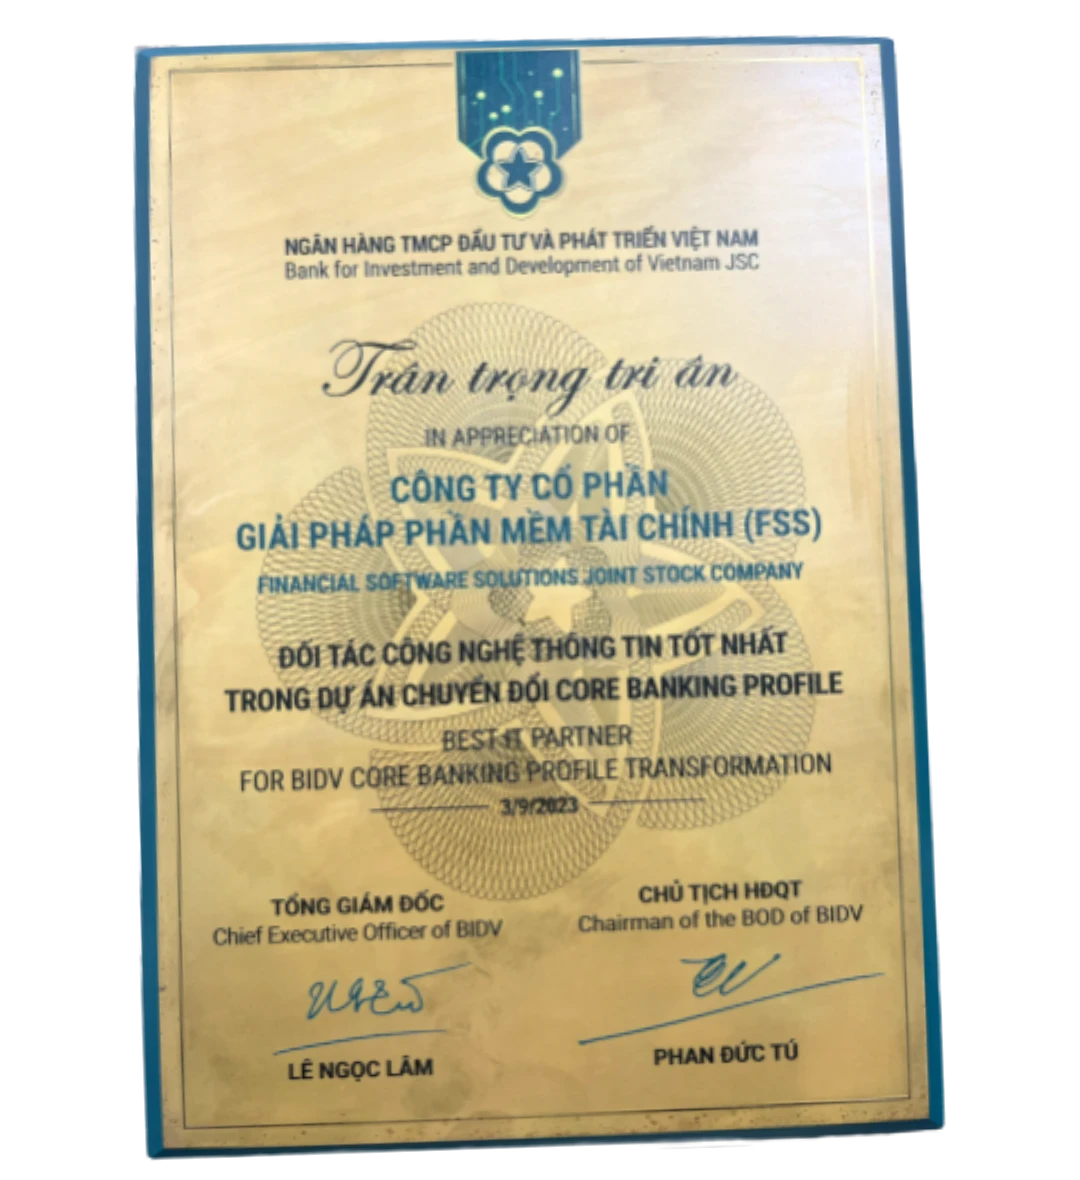 NGÂN HÀNG TMCP ĐẦU TƯ VÀ PHÁT TRIỂN VIỆT NAM
Bank for Investment and Development of Vietnam JSC
Trân trọng tri ân
IN APPRECIATION OF
CÔNG TY CỔ PHẦN
GIẢI PHÁP PHẦN MỀM TÀI CHÍNH (FSS)
FINANCIAL SOFTWARE SOLUTIONS JOINT STOCK COMPANY
ĐỐI TÁC CÔNG NGHỆ THÔNG TIN TỐT NHẤT
TRONG DỰ ÁN CHUYỂN ĐỔI CORE BANKING PROFILE
BEST IT PARTNER
FOR BIDV CORE BANKING PROFILE TRANSFORMATION
3/9/2023
TỔNG GIÁM ĐỐC
Chief Executive Officer of BIDV
LÊ NGỌC LÂM
CHỦ TỊCH HĐQT
Chairman of the BOD of BIDV
PHAN ĐỨC TÚ